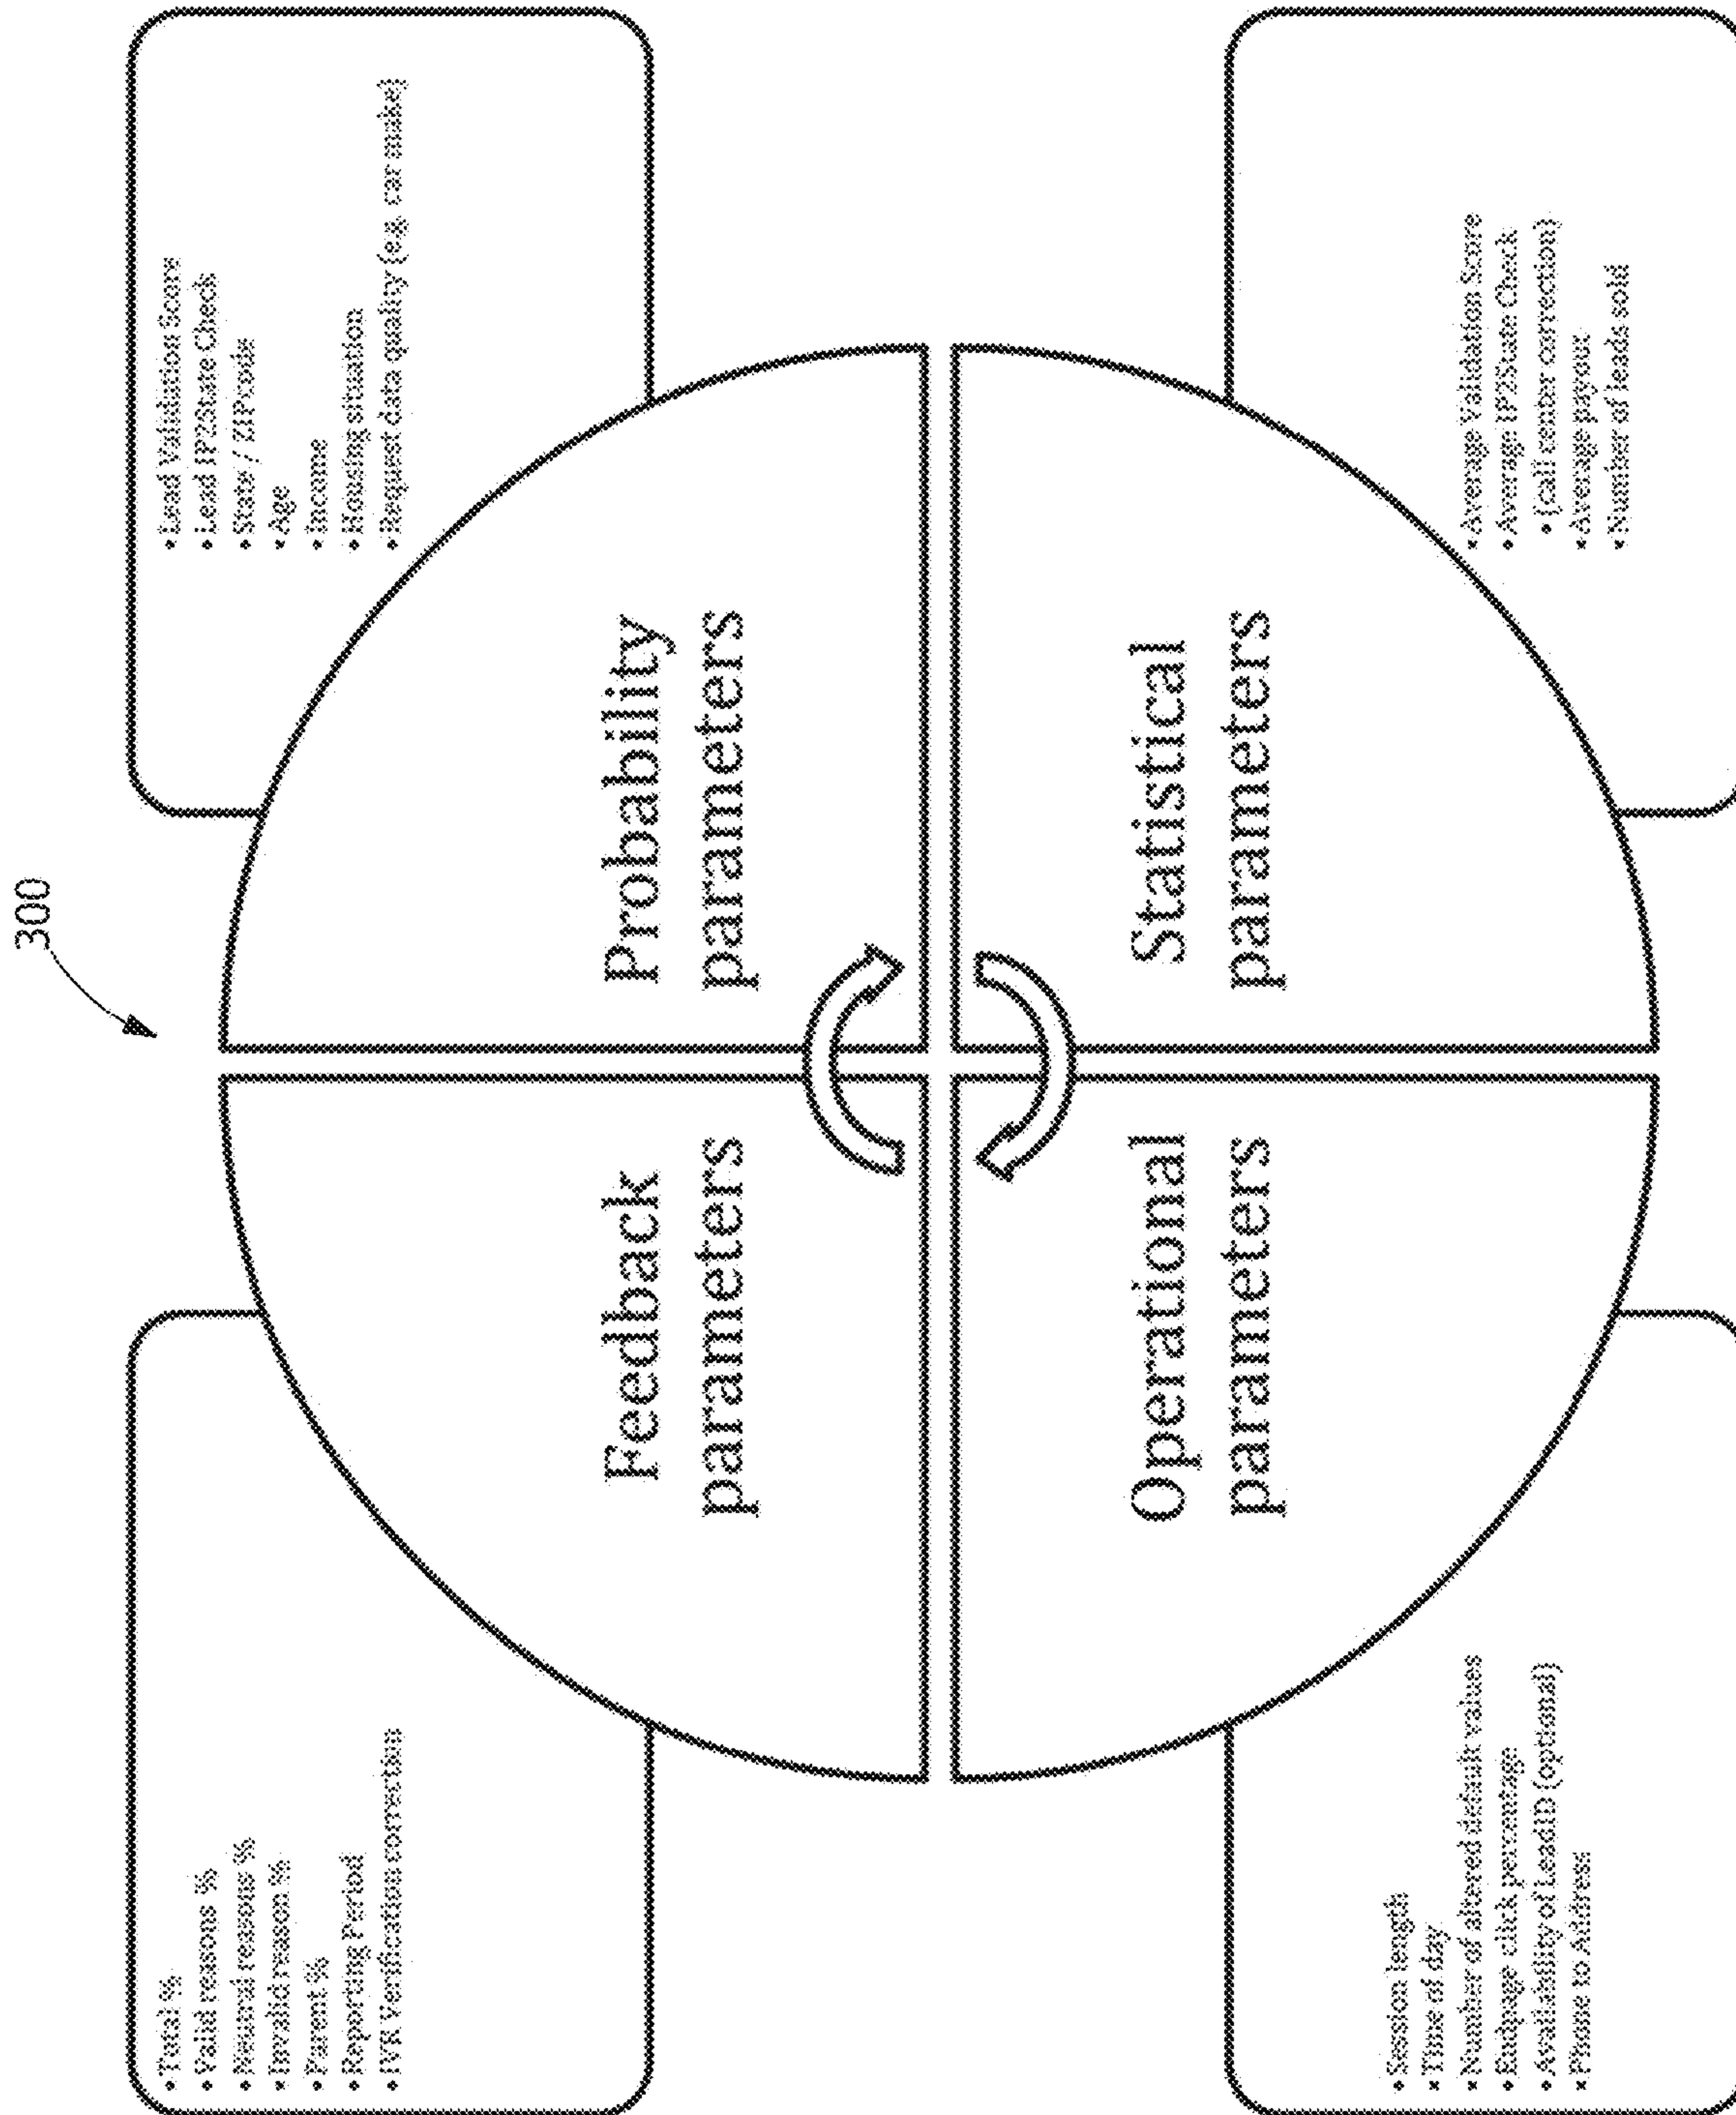 300
• Total %
• Valid reasons %
• Neutral reasons %
• Invalid reason %
• Parent %
• Reporting Period
• IVR Verification correction
• Lead Validation Score
• Lead IP2State Check
• State / ZIPcode
• Age
• Income
• Housing situation
• Request data quality (e.g. car make)
Feedback
parameters
Probability
parameters
Operational
parameters
Statistical
parameters
• Session length
• Time of day
• Number of altered default values
• Endpage click percentage
• Availability of LeadID (optional)
• Phone to Address
• Average Validation Score
• Average IP2State Check
• (call center correction)
• Average payout
• Number of leads sold